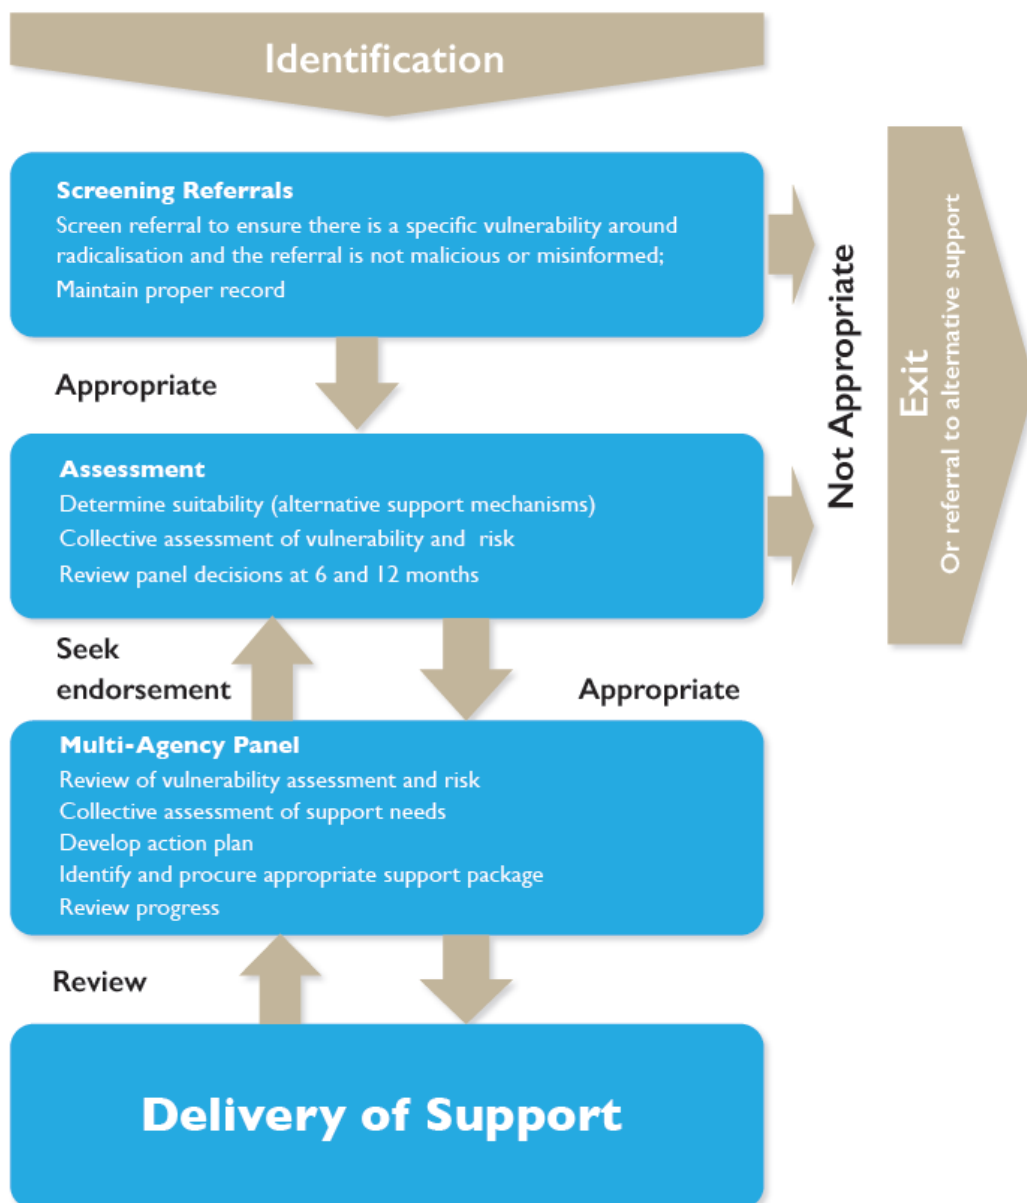 Identification
Screening Referrals
Screen referral to ensure there is a specific vulnerability around
radicalisation and the referral is not malicious or misinformed;
Maintain proper record
Appropriate
Not Appropriate
Exit
Or referral to alternative support
Assessment
Determine suitability (alternative support mechanisms)
Collective assessment of vulnerability and risk
Review panel decisions at 6 and 12 months
Seek
endorsement
Appropriate
Multi-Agency Panel
Review of vulnerability assessment and risk
Collective assessment of support needs
Develop action plan
Identify and procure appropriate support package
Review progress
Review
Delivery of Support